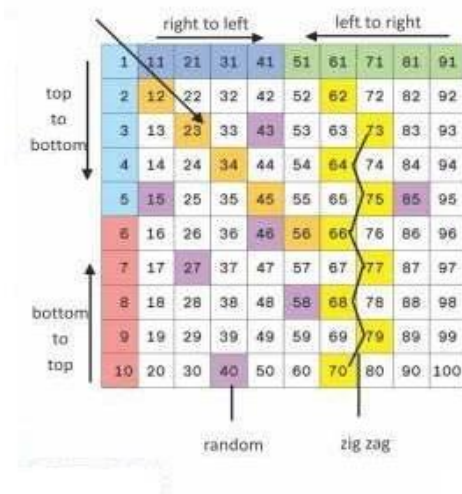 right to left
left to right
1 11 21 31 41 51 61 71 81 91
2 12 22 32 42 52 62 72 82 92
3 13 23 33 43 53 63 73 83 93
4 14 24 34 44 54 64 74 84 94
5 15 25 35 45 55 65 75 85 95
6 16 26 36 46 56 66 76 86 96
7 17 27 37 47 57 67 77 87 97
8 18 28 38 48 58 68 78 88 98
9 19 29 39 49 59 69 79 89 99
10 20 30 40 50 60 70 80 90 100
top
to
bottom
bottom
to
top
random
zig zag